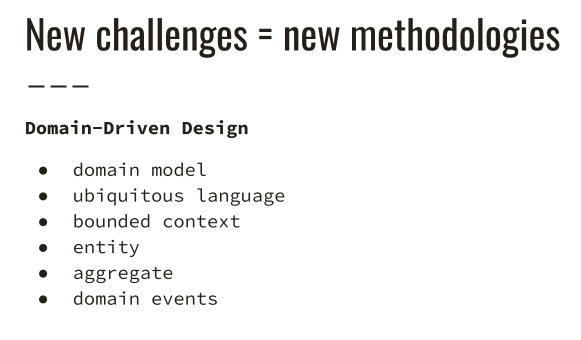 New challenges = new methodologies
Domain-Driven Design
● domain model
● ubiquitous language
● bounded context
● entity
● aggregate
● domain events